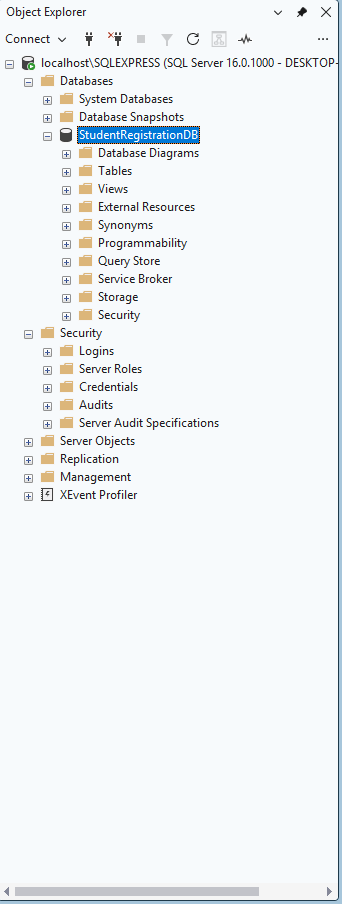 Object Explorer
Connect
localhost\SQLEXPRESS (SQL Server 16.0.1000 - DESKTOP-
Databases
System Databases
Database Snapshots
StudentRegistrationDB
Database Diagrams
Tables
Views
External Resources
Synonyms
Programmability
Query Store
Service Broker
Storage
Security
Security
Logins
Server Roles
Credentials
Audits
Server Audit Specifications
Server Objects
Replication
Management
XEvent Profiler